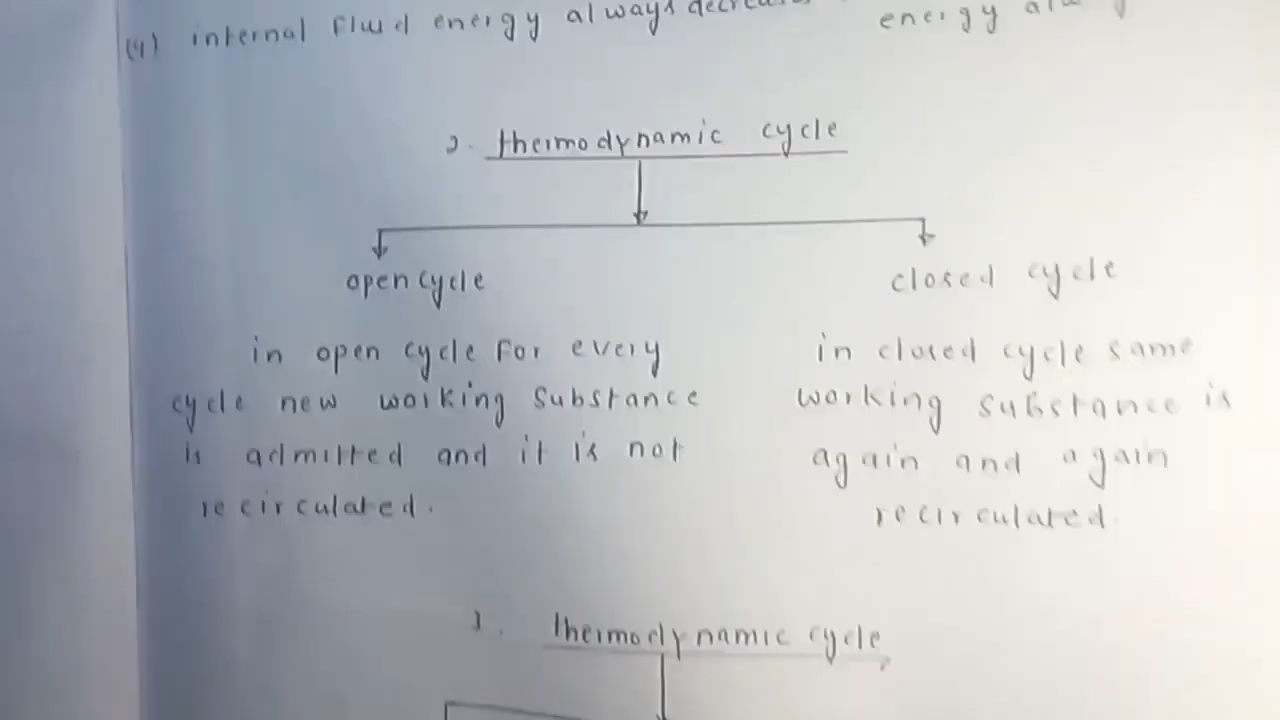 (4) internal fluid energy always
energy
2. thermodynamic cycle
open cycle
closed cycle
in open cycle for every
cycle new working substance
is admitted and it is not
recirculated.
in closed cycle same
working substance is
again and again
recirculated.
3. thermodynamic cycle